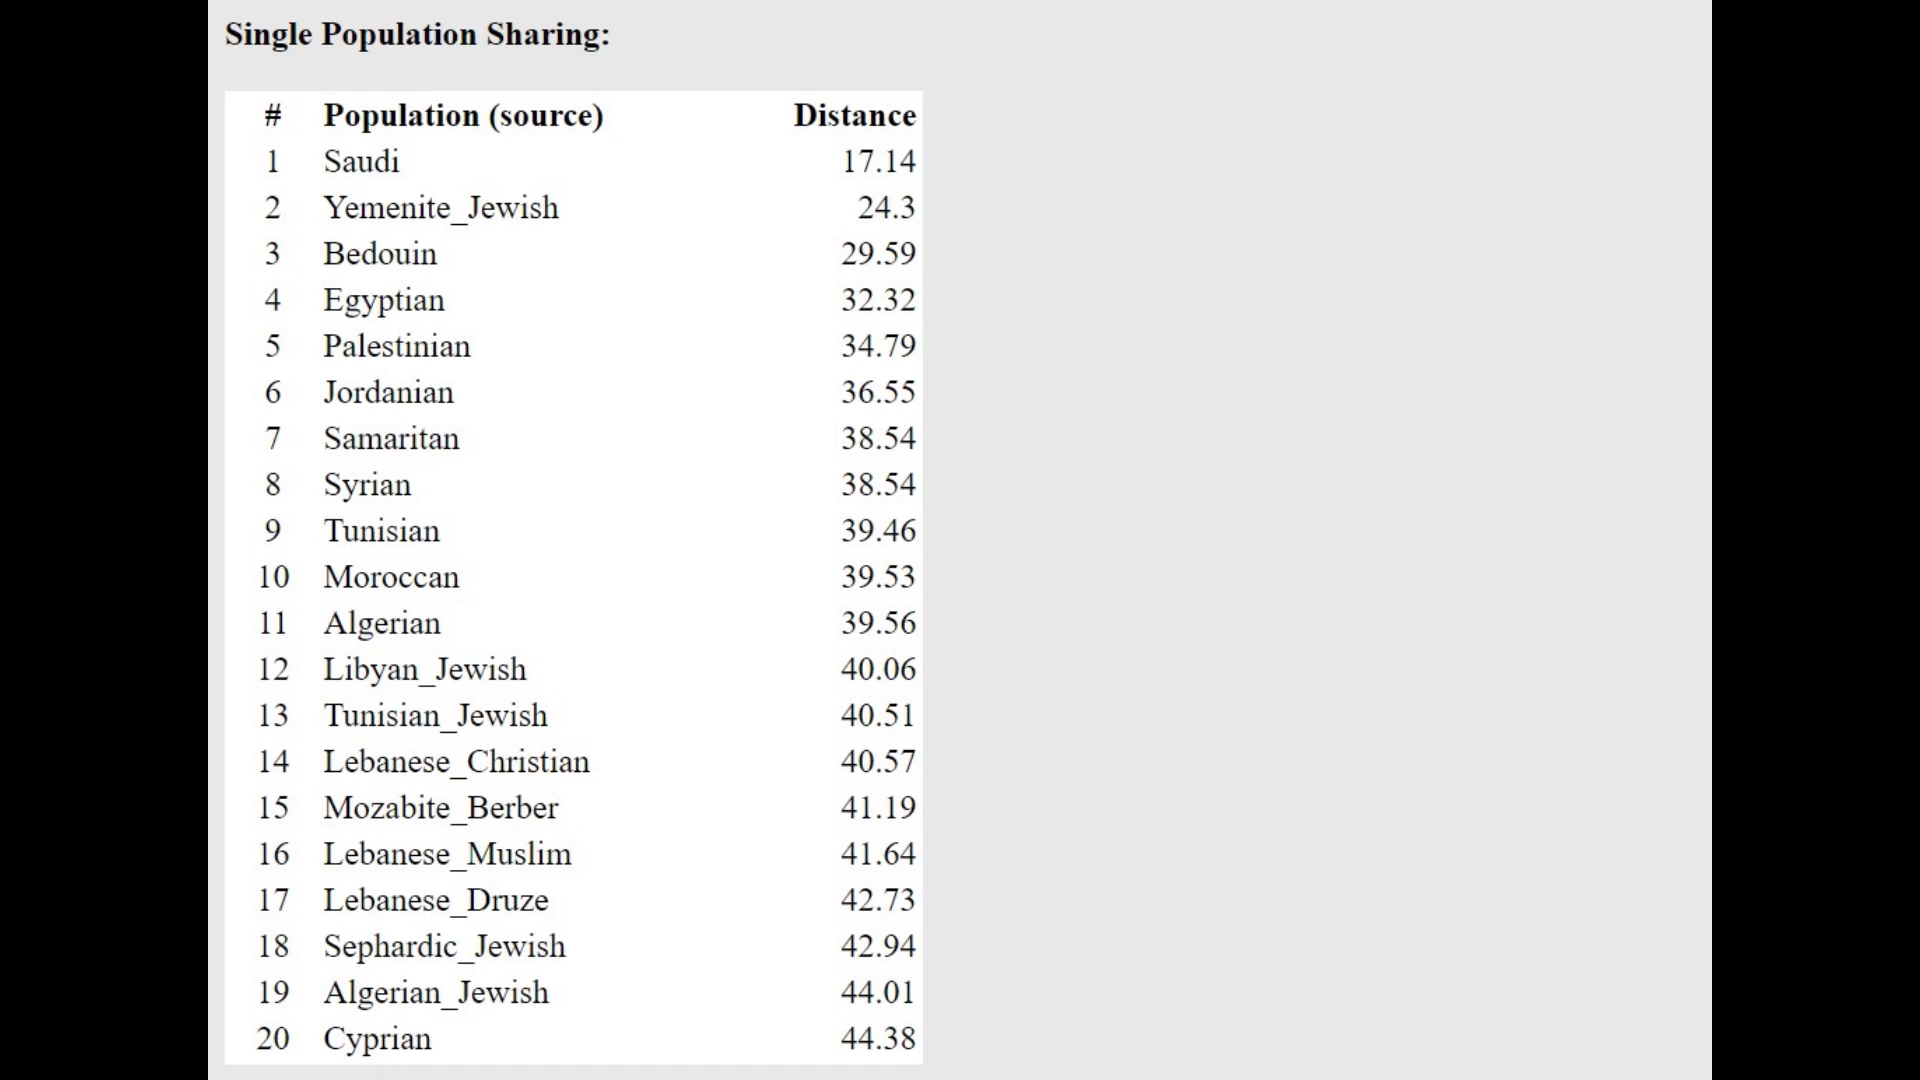 Single Population Sharing:
# Population (source) Distance
1 Saudi 17.14
2 Yemenite_Jewish 24.3
3 Bedouin 29.59
4 Egyptian 32.32
5 Palestinian 34.79
6 Jordanian 36.55
7 Samaritan 38.54
8 Syrian 38.54
9 Tunisian 39.46
10 Moroccan 39.53
11 Algerian 39.56
12 Libyan_Jewish 40.06
13 Tunisian_Jewish 40.51
14 Lebanese_Christian 40.57
15 Mozabite_Berber 41.19
16 Lebanese_Muslim 41.64
17 Lebanese_Druze 42.73
18 Sephardic_Jewish 42.94
19 Algerian_Jewish 44.01
20 Cyprian 44.38